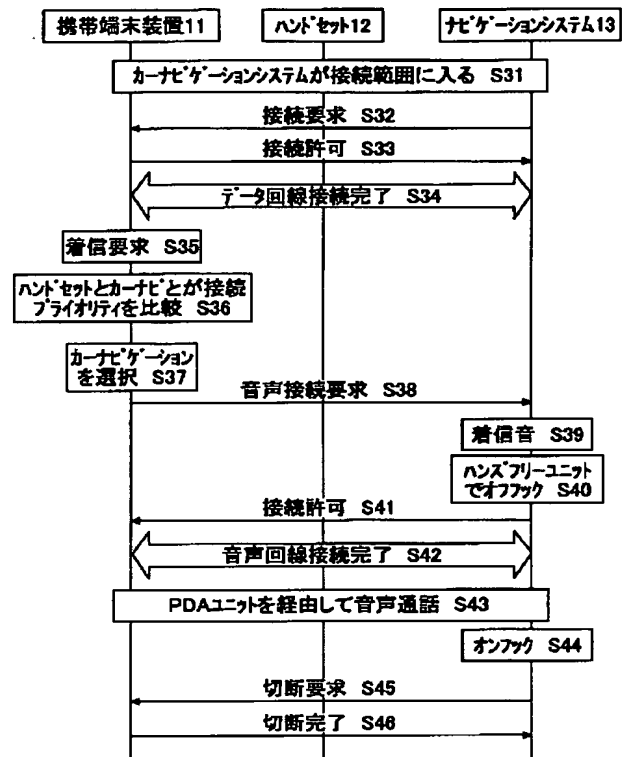 携帯端末装置11
ハンドセット12
ナビゲーションシステム13
カーナビゲーションシステムが接続範囲に入る S31
接続要求 S32
接続許可 S33
データ回線接続完了 S34
着信要求 S35
ハンドセットとカーナビとが接続
プライオリティを比較 S36
カーナビゲーション
を選択 S37
音声接続要求 S38
着信音 S39
ハンズフリーユニット
でオフフック S40
接続許可 S41
音声回線接続完了 S42
PDAユニットを経由して音声通話 S43
オンフック S44
切断要求 S45
切断完了 S46